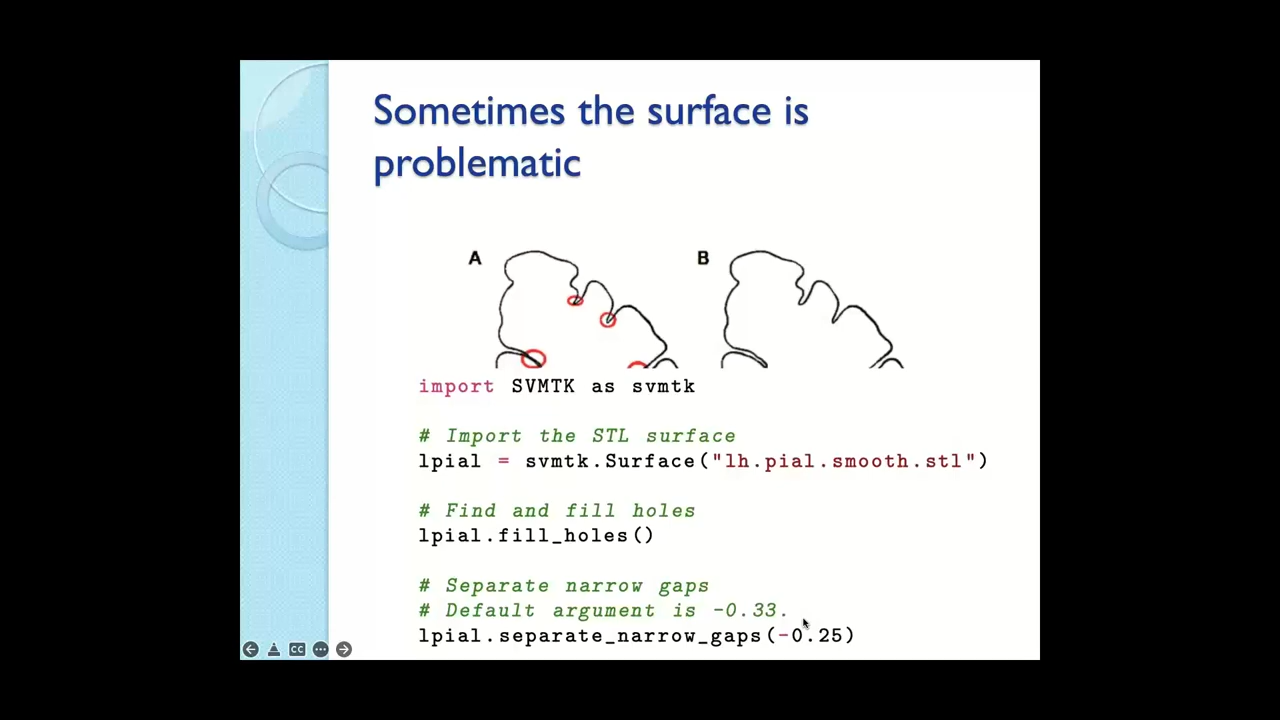 Sometimes the surface is
problematic
A
B
import SVMTK as svmtk
# Import the STL surface
lpial = svmtk.Surface("lh.pial.smooth.stl")
# Find and fill holes
lpial.fill_holes()
# Separate narrow gaps
# Default argument is -0.33.
lpial.separate_narrow_gaps(-0.25)
CC